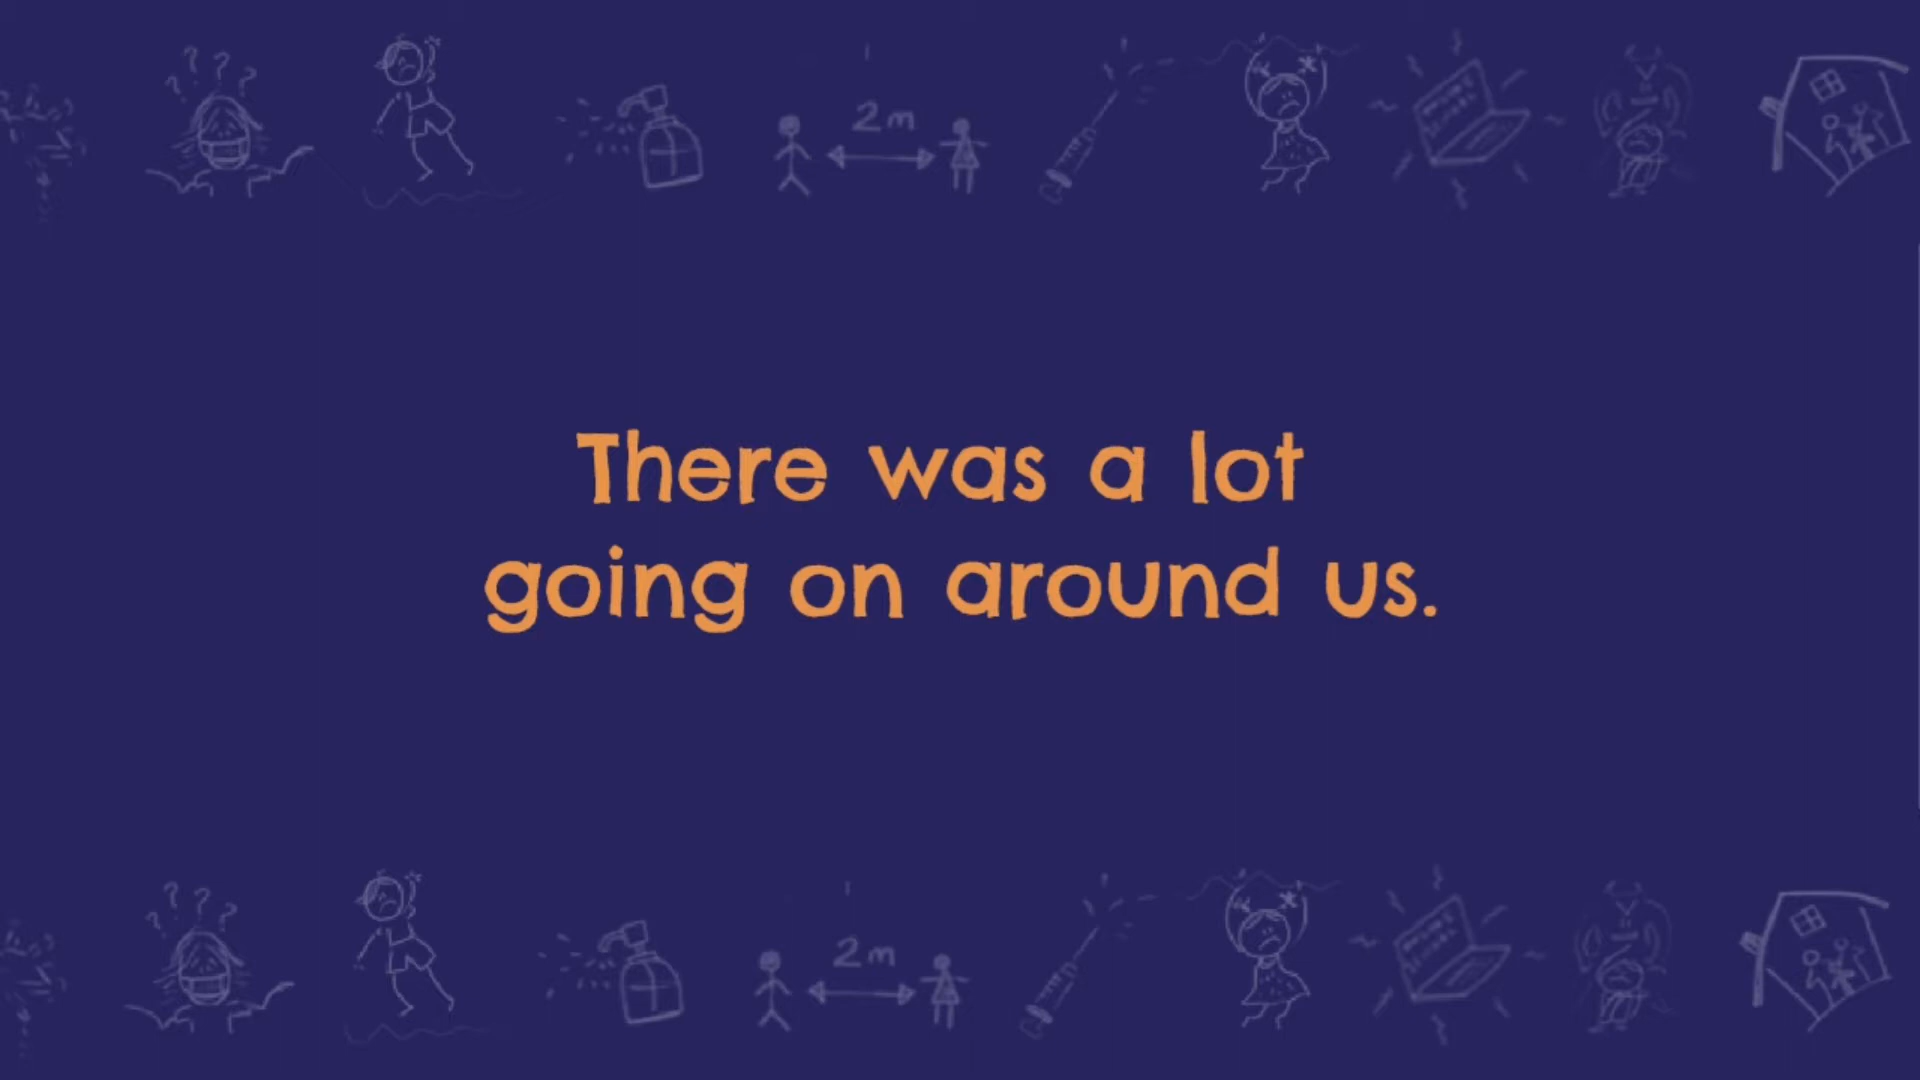 ? ? ? ?
2m
There was a lot
going on around us.
? ? ? ?
2m